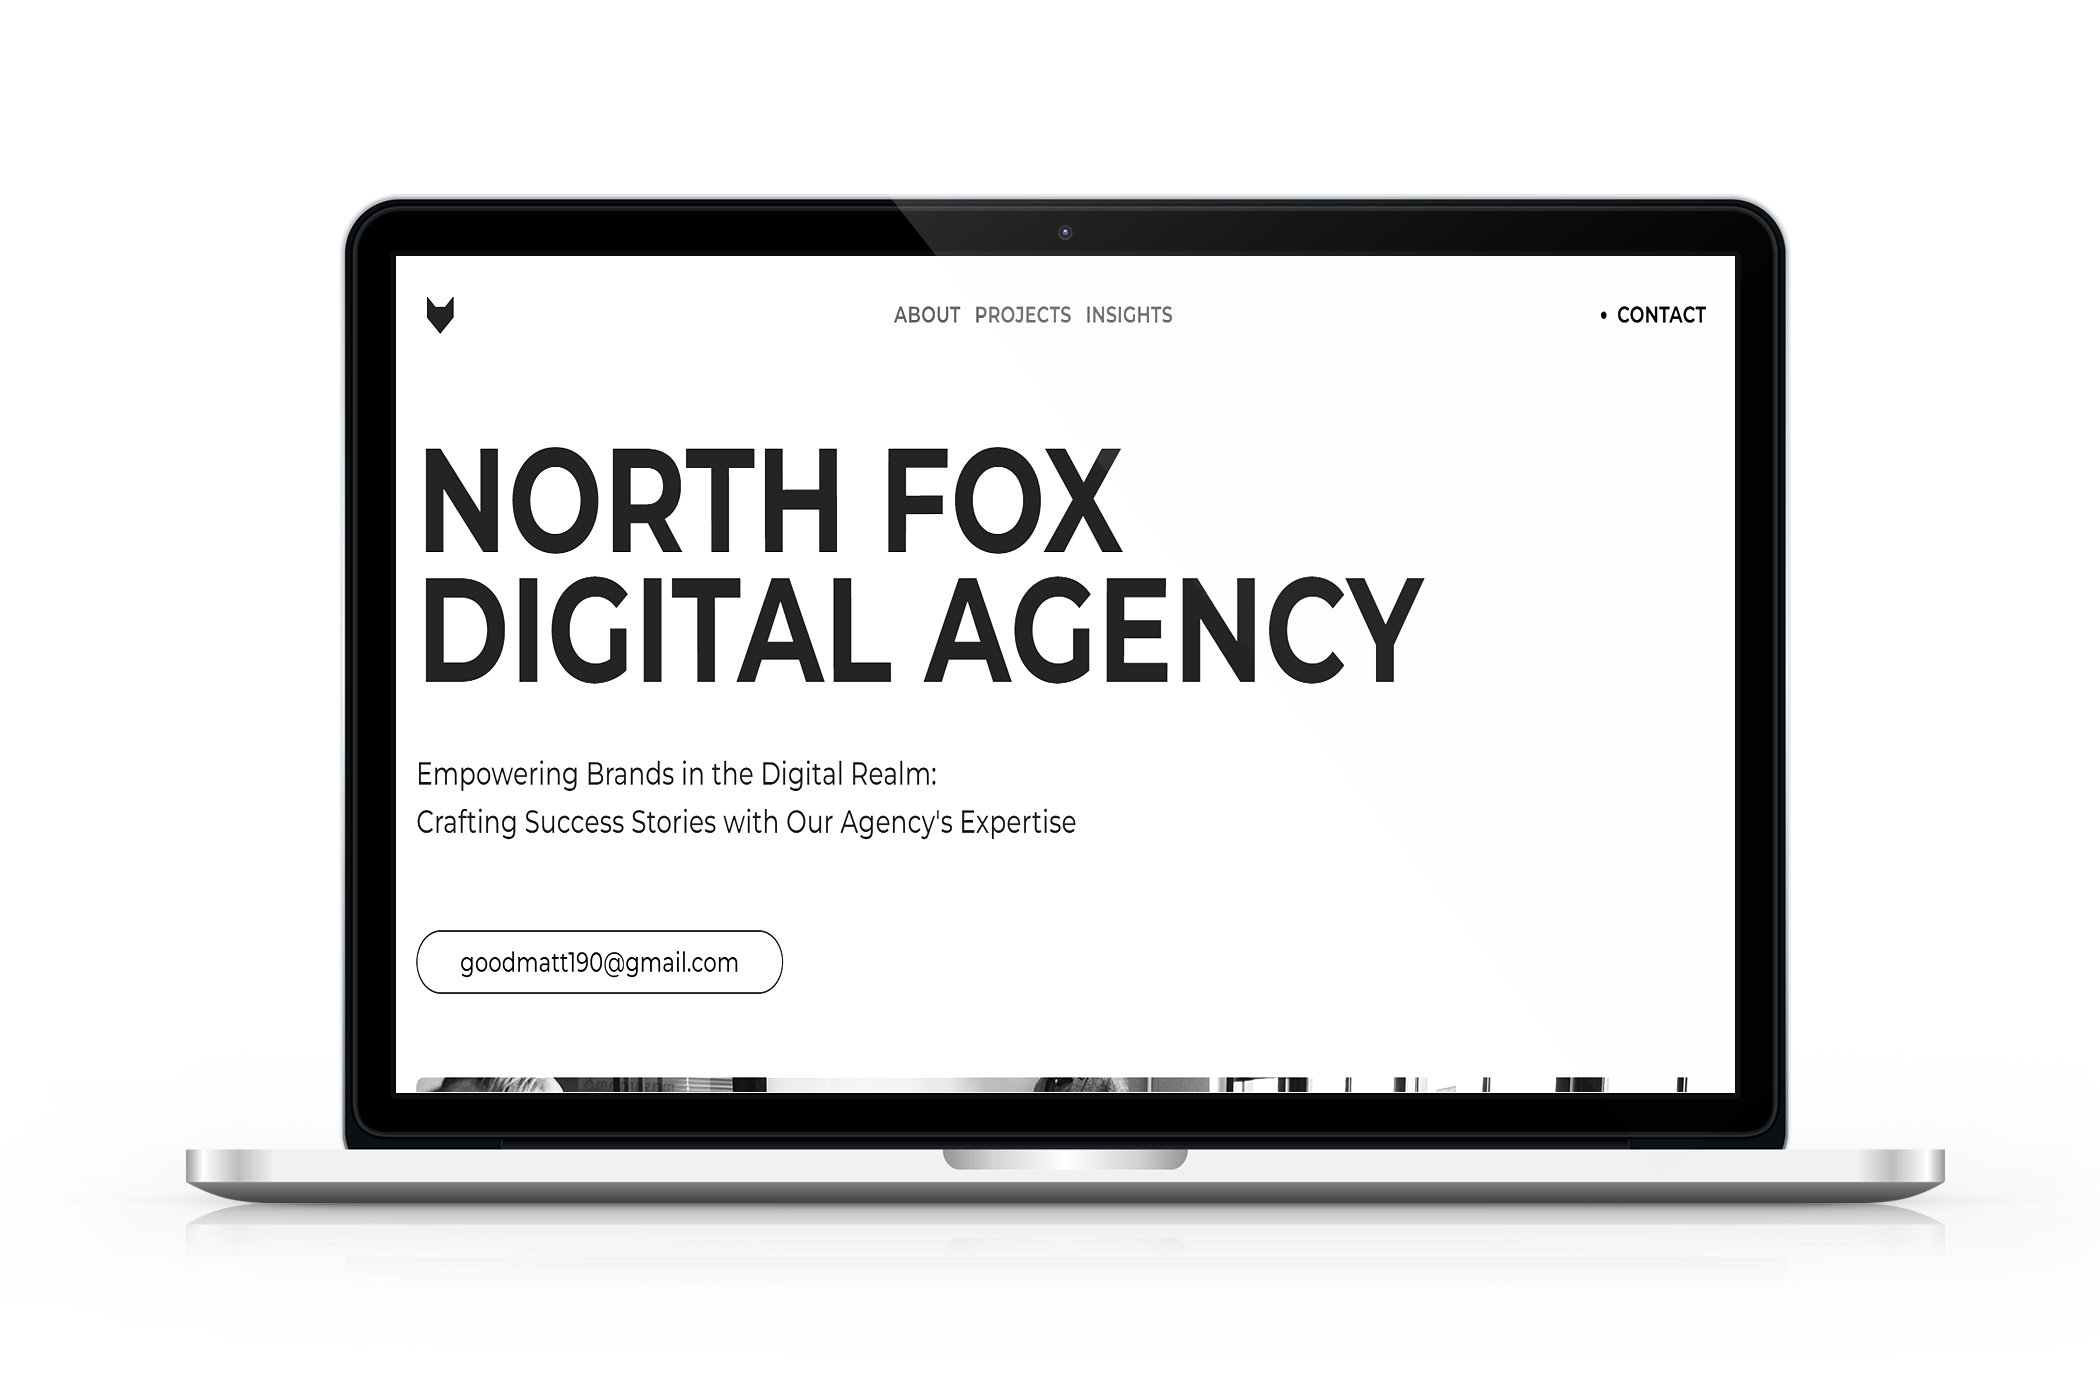 ABOUT PROJECTS INSIGHTS
• CONTACT
NORTH FOX
DIGITAL AGENCY
Empowering Brands in the Digital Realm:
Crafting Success Stories with Our Agency's Expertise
goodmatt190@gmail.com